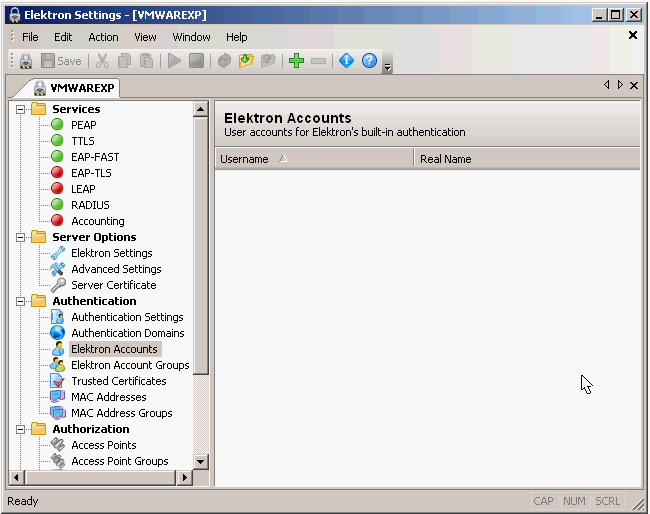 Elektron Settings - [VMWAREXP]
File Edit Action View Window Help
Save
VMWAREXP
Services
PEAP
TTLS
EAP-FAST
EAP-TLS
LEAP
RADIUS
Accounting
Server Options
Elektron Settings
Advanced Settings
Server Certificate
Authentication
Authentication Settings
Authentication Domains
Elektron Accounts
Elektron Account Groups
Trusted Certificates
MAC Addresses
MAC Address Groups
Authorization
Access Points
Access Point Groups
Elektron Accounts
User accounts for Elektron's built-in authentication
Username Real Name
Ready CAP NUM SCRL